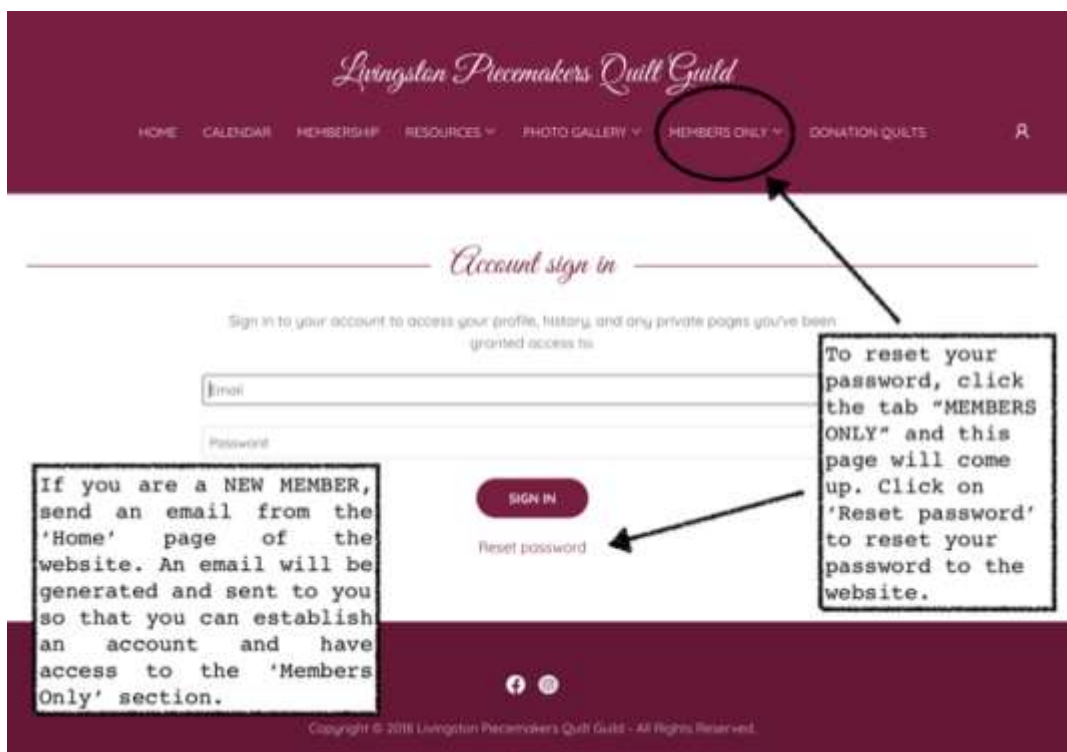 Livingston Piecemakers Quilt Guild
HOME CALENDAR MEMBERSHIP RESOURCES PHOTO GALLERY MEMBERS ONLY DONATION QUILTS
Account sign in
Sign in to your account to access your profile, history, and any private pages you've been
granted access to.
Email
Password
SIGN IN
Reset password
To reset your
password, click
the tab "MEMBERS
ONLY" and this
page will come
up. Click on
'Reset password'
to reset your
password to the
website.
If you are a NEW MEMBER,
send an email from the
'Home' page of the
website. An email will be
generated and sent to you
so that you can establish
an account and have
access to the 'Members
Only' section.
Copyright © 2018 Livingston Piecemakers Quilt Guild - All Rights Reserved.